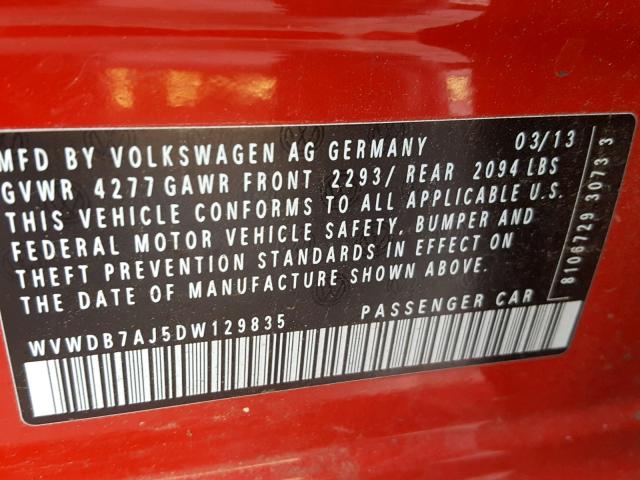 MFD BY VOLKSWAGEN AG GERMANY 03/13
GVWR 4277 GAWR FRONT 2293/ REAR 2094 LBS
THIS VEHICLE CONFORMS TO ALL APPLICABLE U.S.
FEDERAL MOTOR VEHICLE SAFETY, BUMPER AND
THEFT PREVENTION STANDARDS IN EFFECT ON
THE DATE OF MANUFACTURE SHOWN ABOVE.
WVWDB7AJ5DW129835 PASSENGER CAR
8106729 3073 3